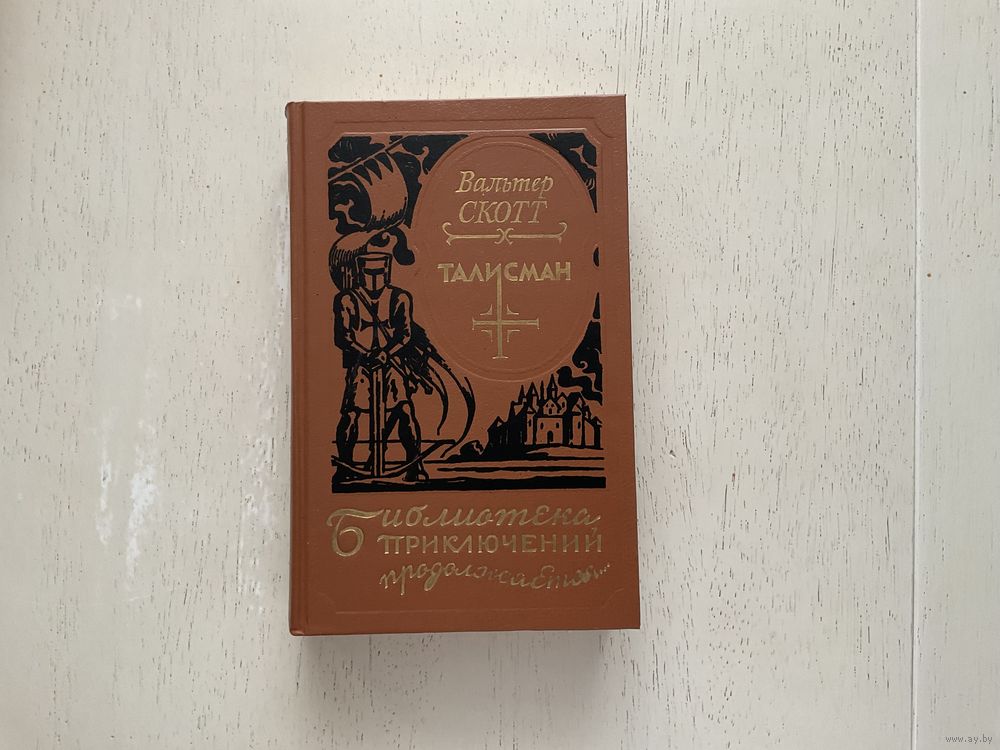 Вальтер
СКОТТ
ТАЛИСМАН
Библиотека
ПРИКЛЮЧЕНИЙ
продолжается...
www.ay.by